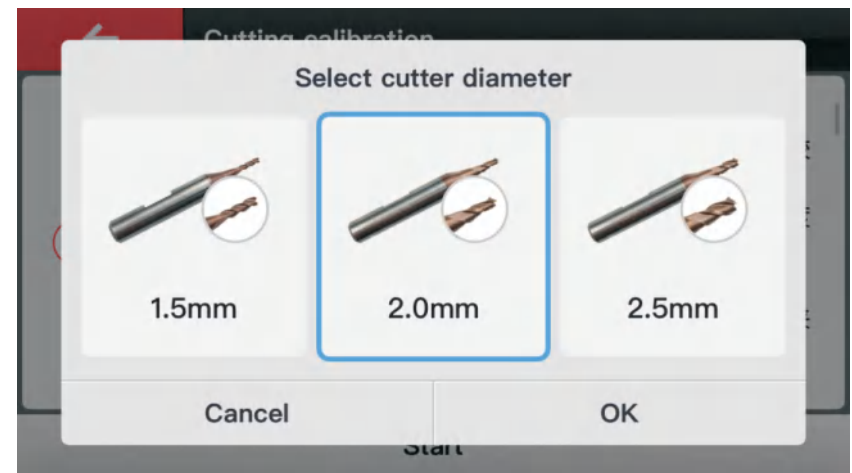 Cutting calibration
Select cutter diameter
1.5mm
2.0mm
2.5mm
Cancel
OK
Start